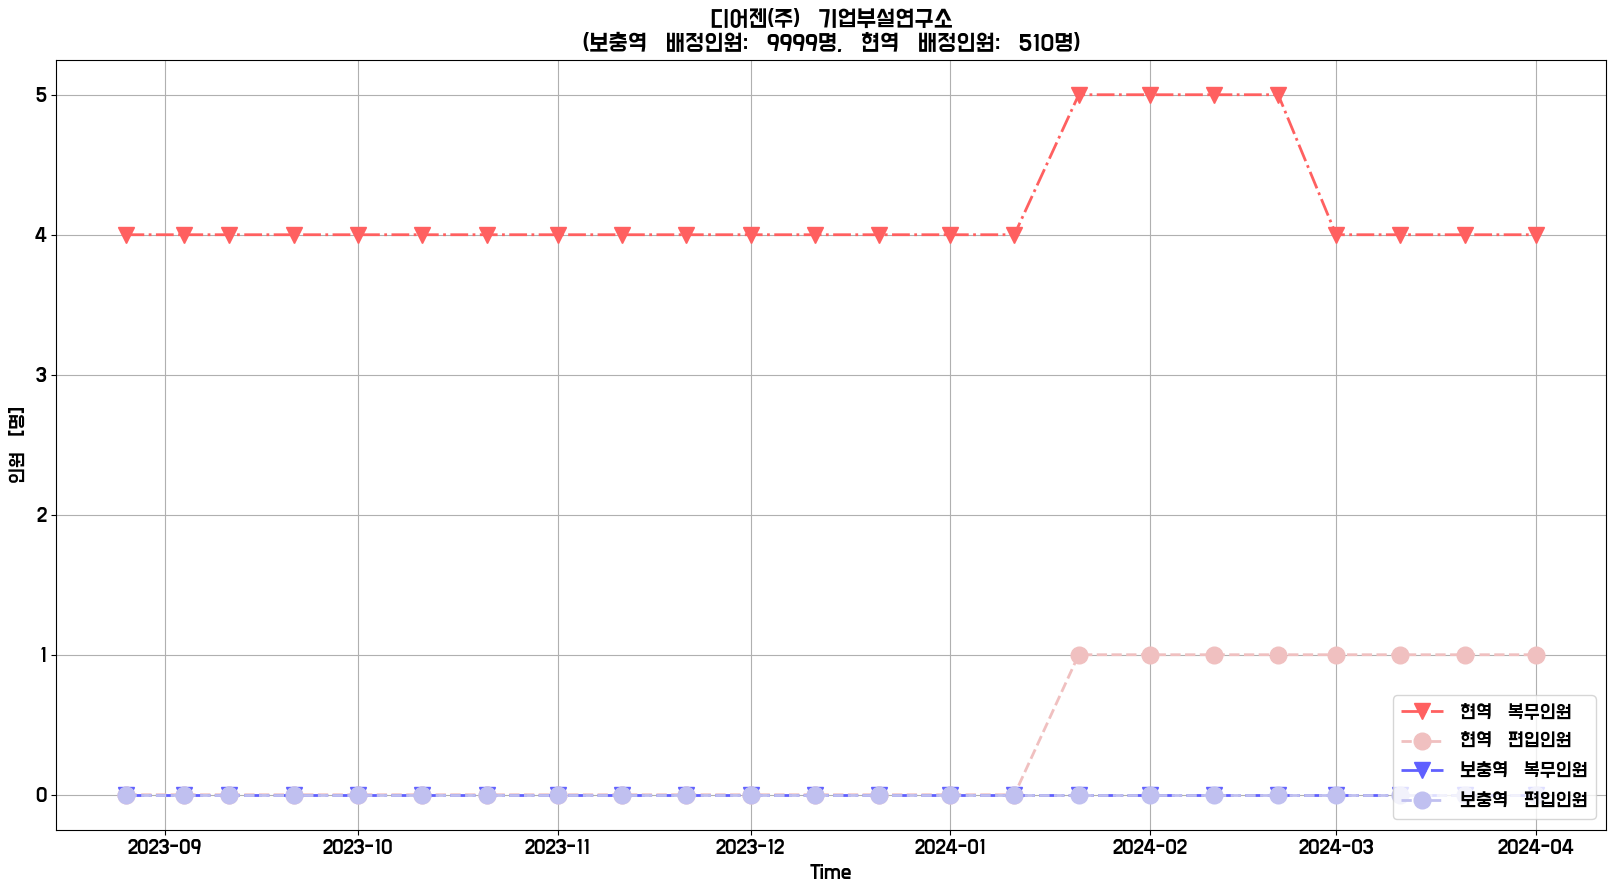 디어젠(주) 기업부설연구소
(보충역 배정인원: 9999명, 현역 배정인원: 510명)
5
4
3
2
1
0
인원 [명]
2023-09 2023-10 2023-11 2023-12 2024-01 2024-02 2024-03 2024-04
Time
현역 복무인원
현역 편입인원
보충역 복무인원
보충역 편입인원